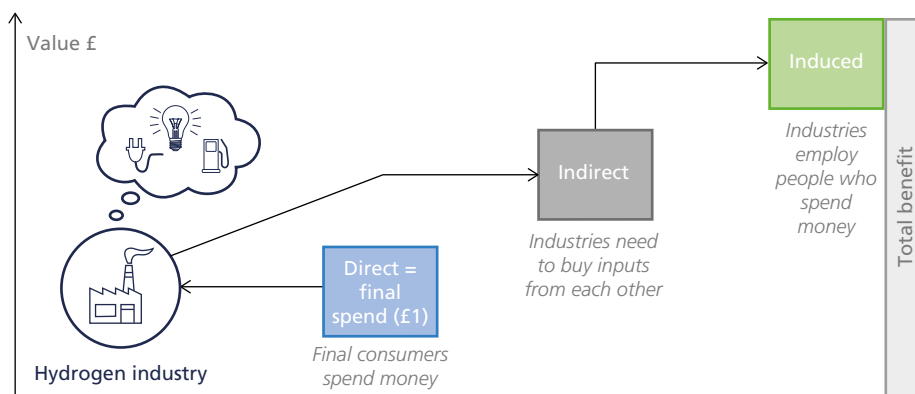 Value £
Induced
Industries
employ
people who
spend
money
Indirect
Industries need
to buy inputs
from each other
Direct =
final
spend (£1)
Final consumers
spend money
Hydrogen industry
Total benefit